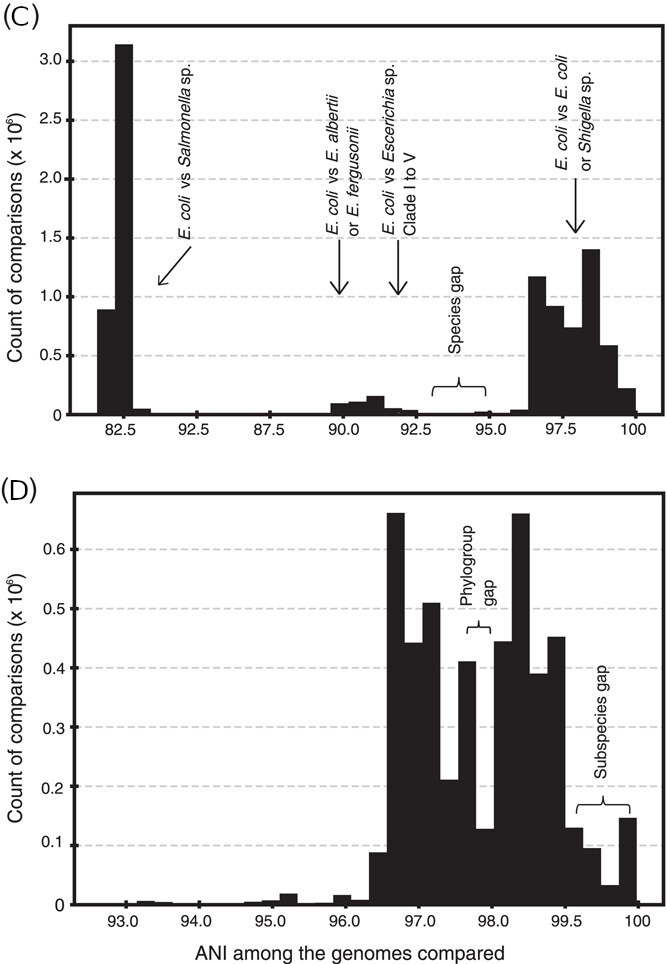 (C)
Count of comparisons (x 10⁶)
3.0
2.5
2.0
1.5
1.0
0.5
0
E. coli vs Salmonella sp.
E. coli vs E. albertii
or E. fergusonii
E. coli vs Escerichia sp.
Clade I to V
Species gap
E. coli vs E. coli
or Shigella sp.
82.5 92.5 87.5 90.0 92.5 95.0 97.5 100
(D)
Count of comparisons (x 10⁶)
0.6
0.5
0.4
0.3
0.2
0.1
0
Phylogroup
gap
Subspecies gap
93.0 94.0 95.0 96.0 97.0 98.0 99.5 100
ANI among the genomes compared